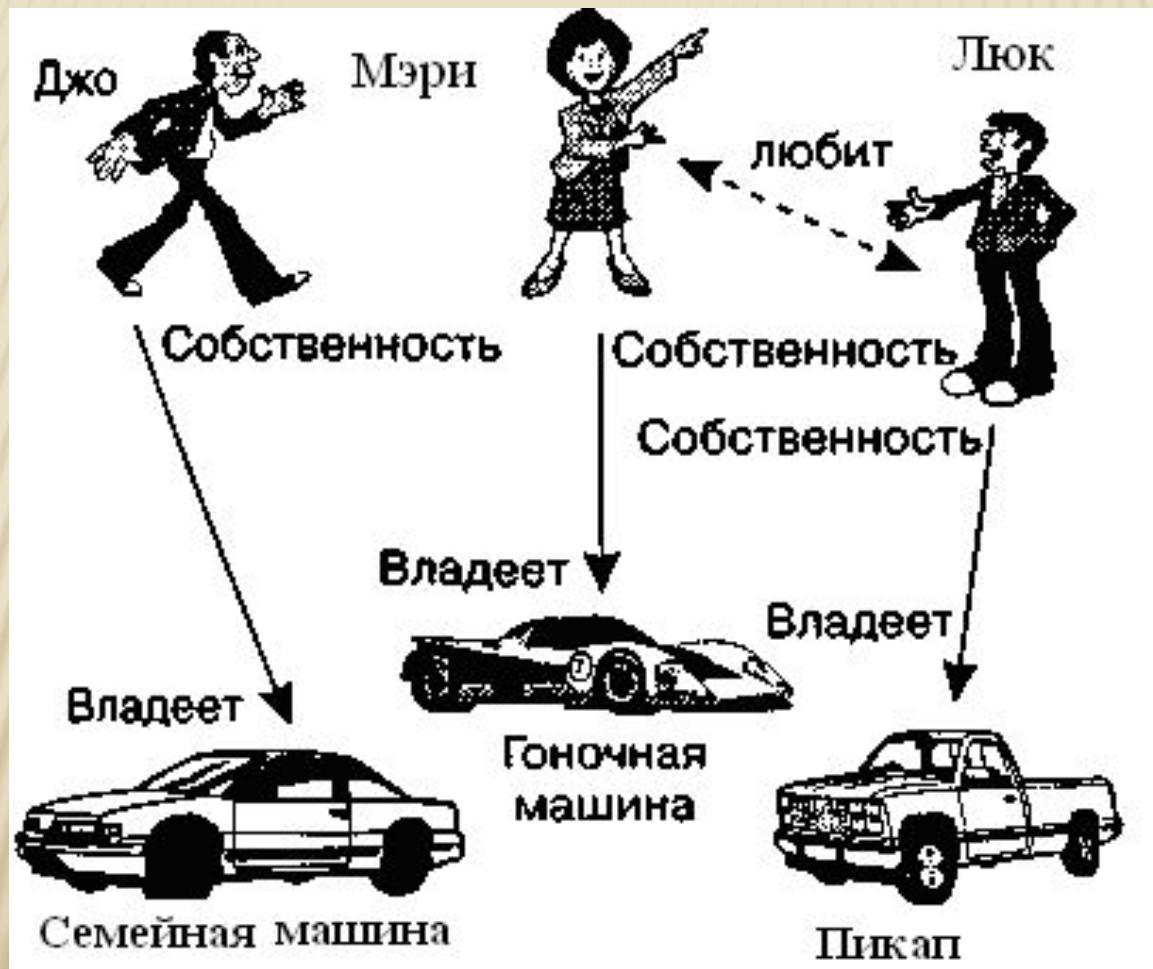 Джо
Мэри
Люк
любит
Собственность
Собственность
Собственность
Владеет
Владеет
Владеет
Гоночная
машина
Семейная машина
Пикап